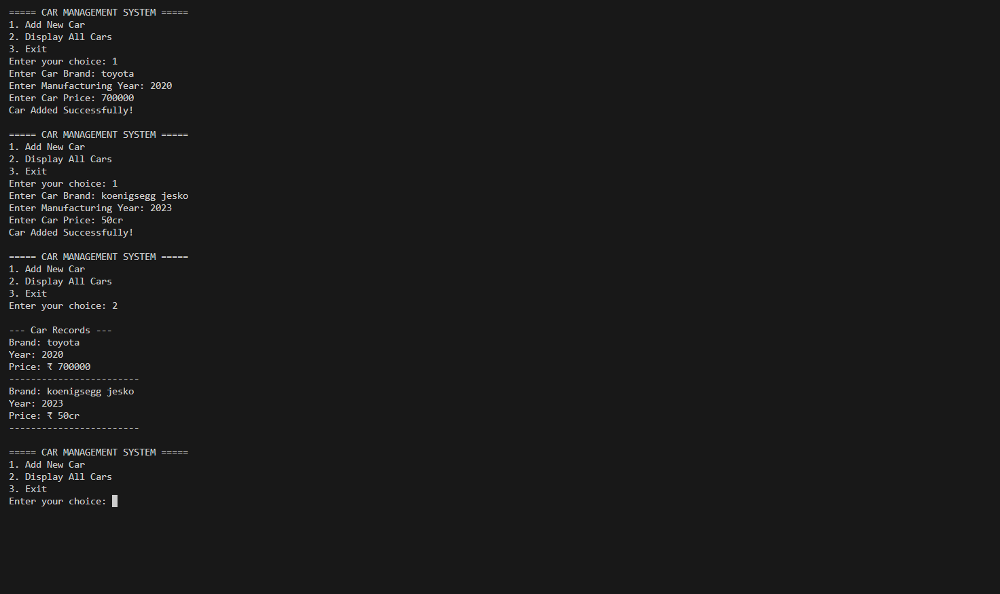 ===== CAR MANAGEMENT SYSTEM =====
1. Add New Car
2. Display All Cars
3. Exit
Enter your choice: 1
Enter Car Brand: toyota
Enter Manufacturing Year: 2020
Enter Car Price: 700000
Car Added Successfully!

===== CAR MANAGEMENT SYSTEM =====
1. Add New Car
2. Display All Cars
3. Exit
Enter your choice: 1
Enter Car Brand: koenigsegg jesko
Enter Manufacturing Year: 2023
Enter Car Price: 50cr
Car Added Successfully!

===== CAR MANAGEMENT SYSTEM =====
1. Add New Car
2. Display All Cars
3. Exit
Enter your choice: 2

--- Car Records ---
Brand: toyota
Year: 2020
Price: ₹ 700000
------------------------
Brand: koenigsegg jesko
Year: 2023
Price: ₹ 50cr
------------------------

===== CAR MANAGEMENT SYSTEM =====
1. Add New Car
2. Display All Cars
3. Exit
Enter your choice: